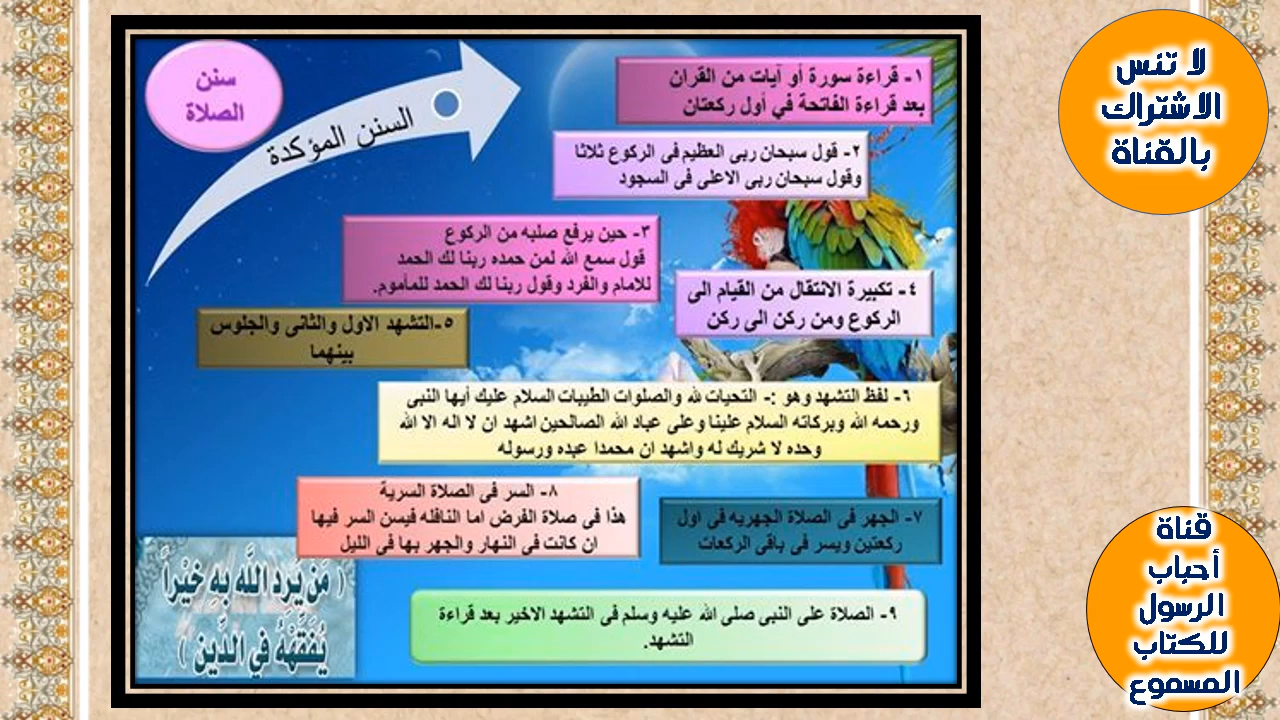 سنن
الصلاة
السنن المؤكدة
١- قراءة سورة أو آيات من القران
بعد قراءة الفاتحة في أول ركعتان
٢- قول سبحان ربى العظيم فى الركوع ثلاثا
وقول سبحان ربى الاعلى فى السجود
٣- حين يرفع صلبه من الركوع
قول سمع الله لمن حمده ربنا لك الحمد
للامام والفرد وقول ربنا لك الحمد للمأموم.
٤- تكبيرة الانتقال من القيام الى
الركوع ومن ركن الى ركن
٥-التشهد الاول والثانى والجلوس
بينهما
٦- لفظ التشهد وهو :- التحيات لله والصلوات الطيبات السلام عليك أيها النبى
ورحمه الله وبركاته السلام علينا وعلى عباد الله الصالحين اشهد ان لا اله الا الله
وحده لا شريك له واشهد ان محمدا عبده ورسوله
٧- الجهر فى الصلاة الجهريه فى اول
ركعتين ويسر فى باقى الركعات
٨- السر فى الصلاة السرية
هذا فى صلاة الفرض اما النافله فيسن السر فيها
ان كانت فى النهار والجهر بها فى الليل
٩- الصلاة على النبى صلى الله عليه وسلم فى التشهد الاخير بعد قراءة
التشهد.
( مَن يُرِدِ اللَّه بِهِ خَيْراً
يُفَقِّهْهُ فِي الدِّينِ )
لا تنس
الاشتراك
بالقناة
قناة
أحباب
الرسول
للكتاب
المسموع